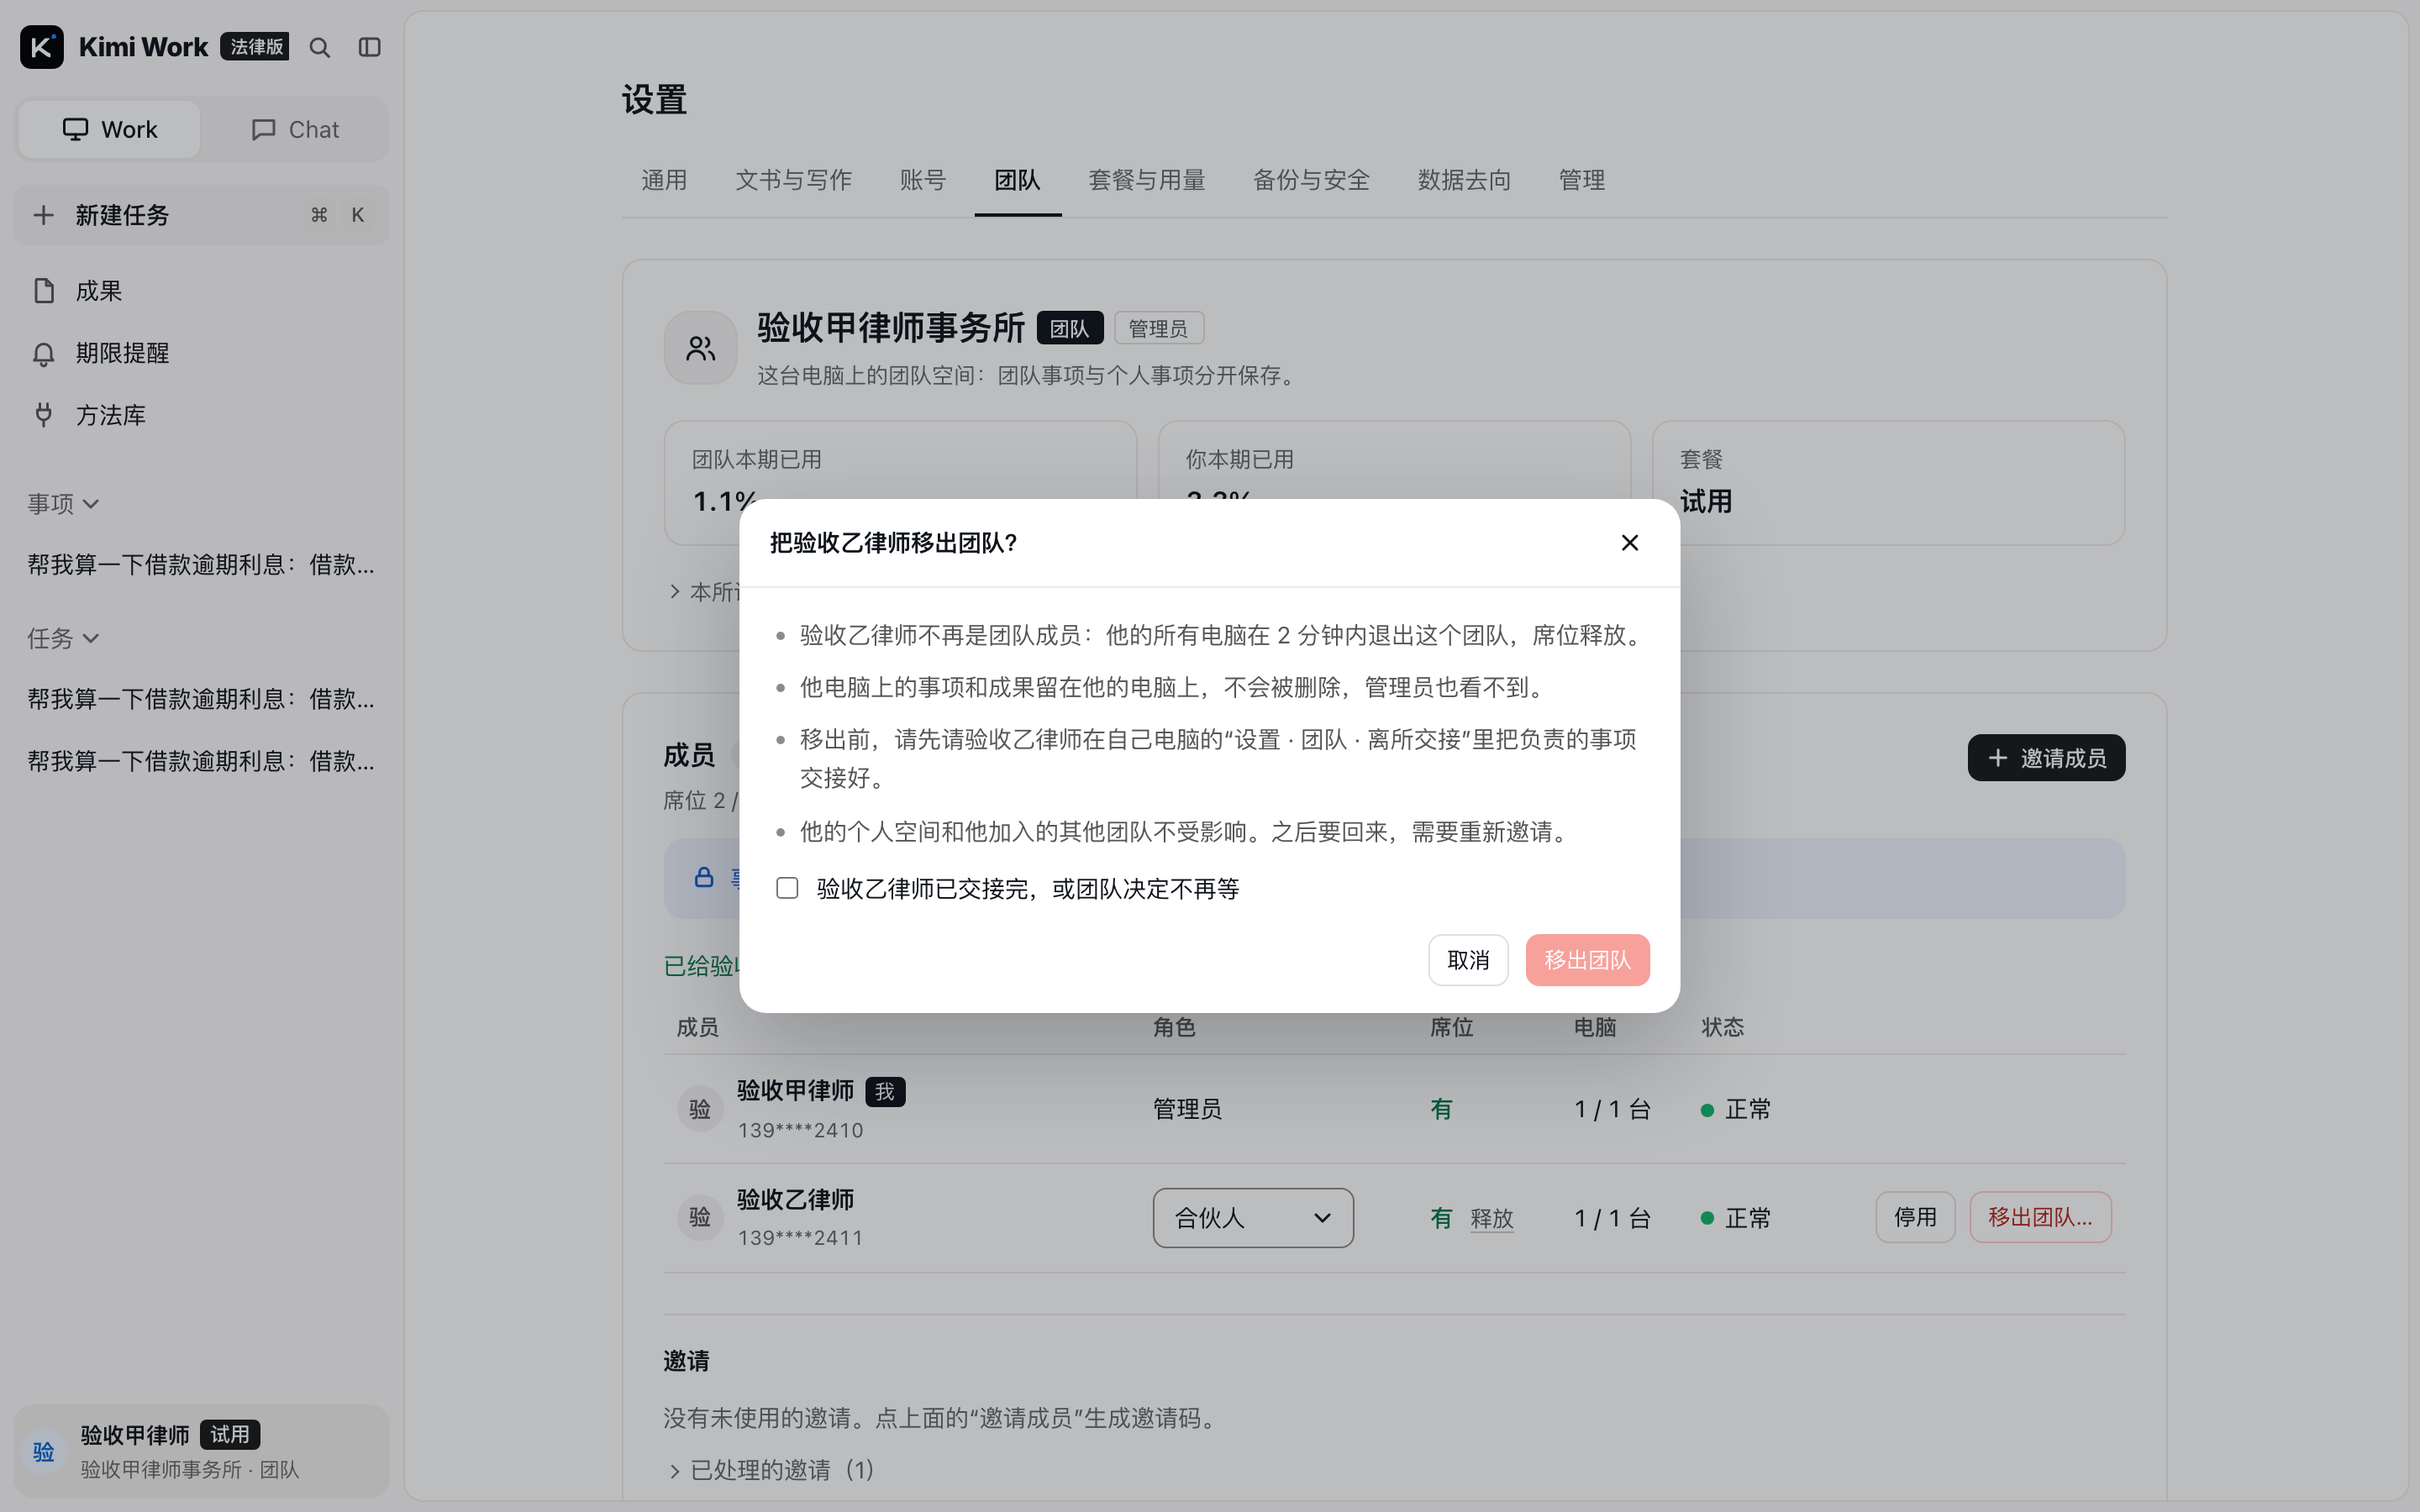 Kimi Work 法律版
Work
Chat
新建任务 ⌘ K
成果
期限提醒
方法库
事项
帮我算一下借款逾期利息：借款...
任务
帮我算一下借款逾期利息：借款...
帮我算一下借款逾期利息：借款...
验 验收甲律师 试用
验收甲律师事务所 · 团队
设置
通用 文书与写作 账号 团队 套餐与用量 备份与安全 数据去向 管理
验收甲律师事务所 团队 管理员
这台电脑上的团队空间：团队事项与个人事项分开保存。
团队本期已用
1.1%
你本期已用
套餐
试用
本所
把验收乙律师移出团队?
验收乙律师不再是团队成员：他的所有电脑在 2 分钟内退出这个团队，席位释放。
他电脑上的事项和成果留在他的电脑上，不会被删除，管理员也看不到。
移出前，请先请验收乙律师在自己电脑的“设置 · 团队 · 离所交接”里把负责的事项
交接好。
他的个人空间和他加入的其他团队不受影响。之后要回来，需要重新邀请。
验收乙律师已交接完，或团队决定不再等
取消 移出团队
成员
邀请成员
席位 2 /
已给验
成员 角色 席位 电脑 状态
验 验收甲律师 我
139****2410
管理员 有 1 / 1 台 正常
验 验收乙律师
139****2411
合伙人 有 释放 1 / 1 台 正常 停用 移出团队...
邀请
没有未使用的邀请。点上面的“邀请成员”生成邀请码。
已处理的邀请（1）